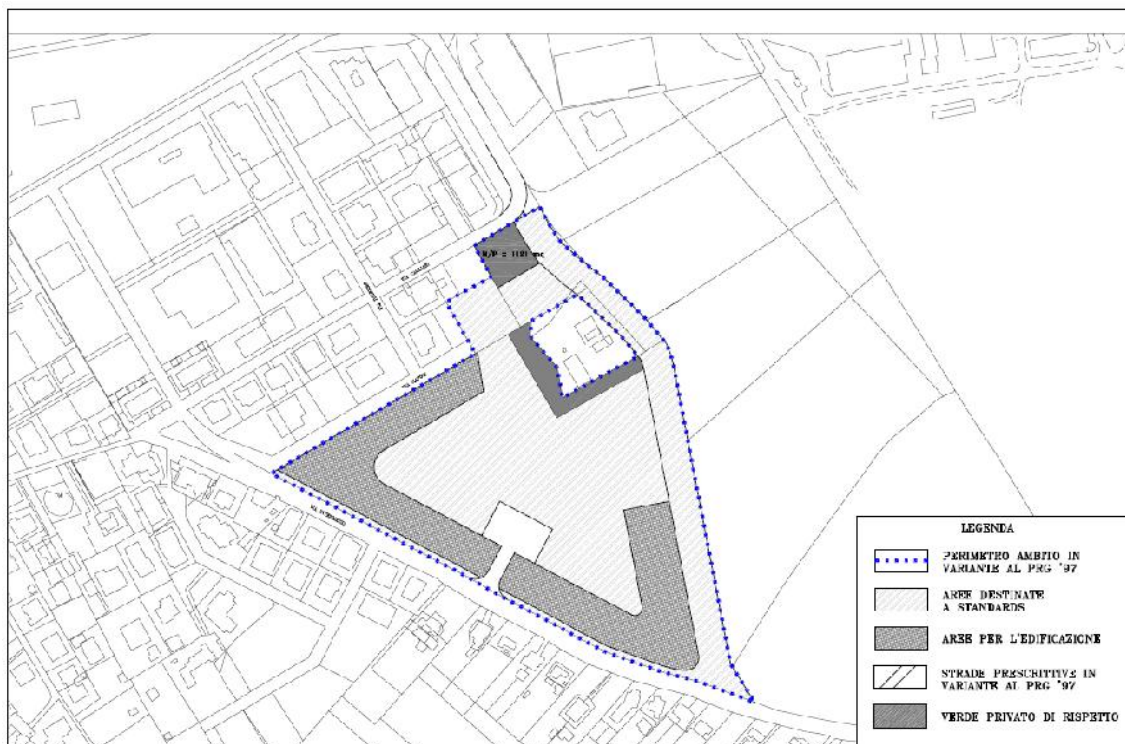 LEGENDA
PERIMETRO AMBITO IN
VARIANTE AL PRG '97
AREE DESTINATE
A STANDARDS
AREE PER L'EDIFICAZIONE
STRADE PRESCRITTIVE IN
VARIANTE AL PRG '97
VERDE PRIVATO DI RISPETTO